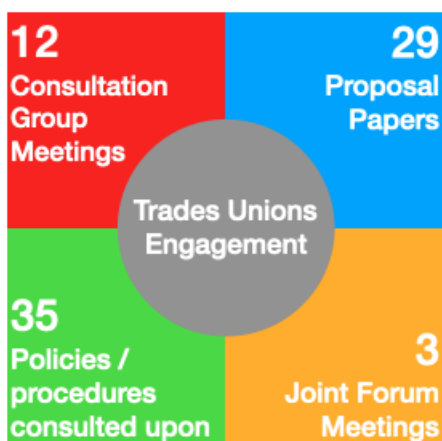 12
Consultation
Group
Meetings
29
Proposal
Papers
Trades Unions
Engagement
35
Policies /
procedures
consulted upon
3
Joint Forum
Meetings